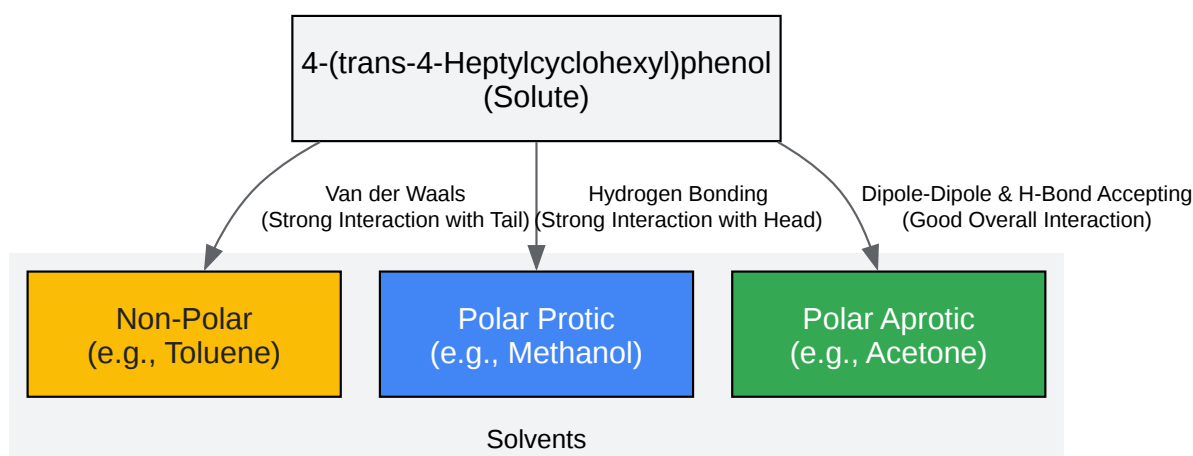 4-(trans-4-Heptylcyclohexyl)phenol
(Solute)
Van der Waals
(Strong Interaction with Tail)
Hydrogen Bonding
(Strong Interaction with Head)
Dipole-Dipole & H-Bond Accepting
(Good Overall Interaction)
Non-Polar
(e.g., Toluene)
Polar Protic
(e.g., Methanol)
Polar Aprotic
(e.g., Acetone)
Solvents